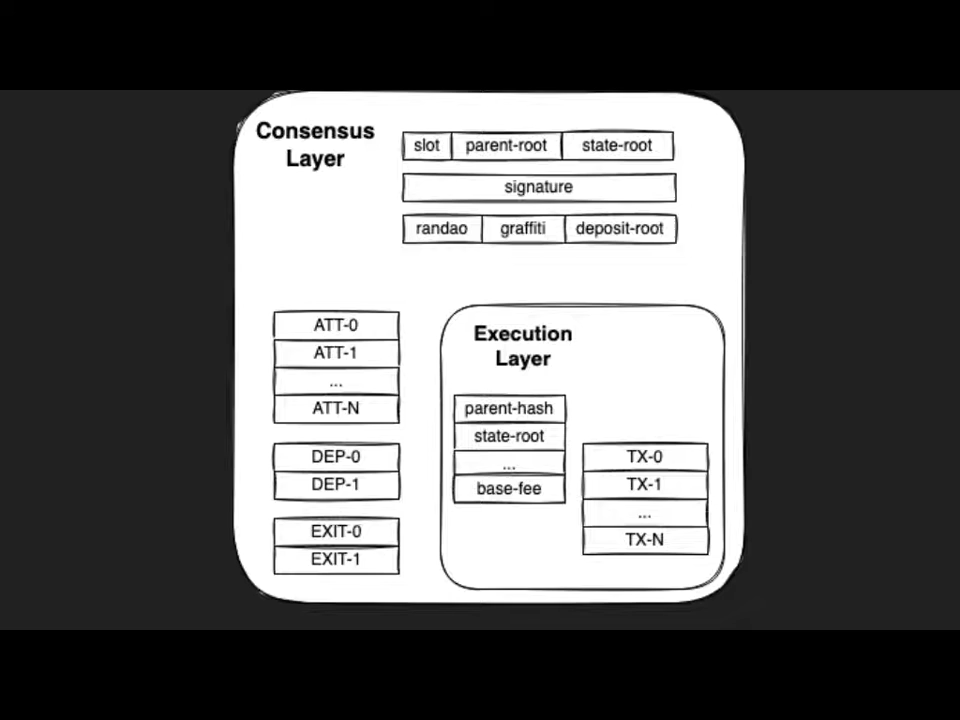 Consensus
Layer
slot parent-root state-root
signature
randao graffiti deposit-root
ATT-0
ATT-1
...
ATT-N
DEP-0
DEP-1
EXIT-0
EXIT-1
Execution
Layer
parent-hash
state-root
...
base-fee
TX-0
TX-1
...
TX-N